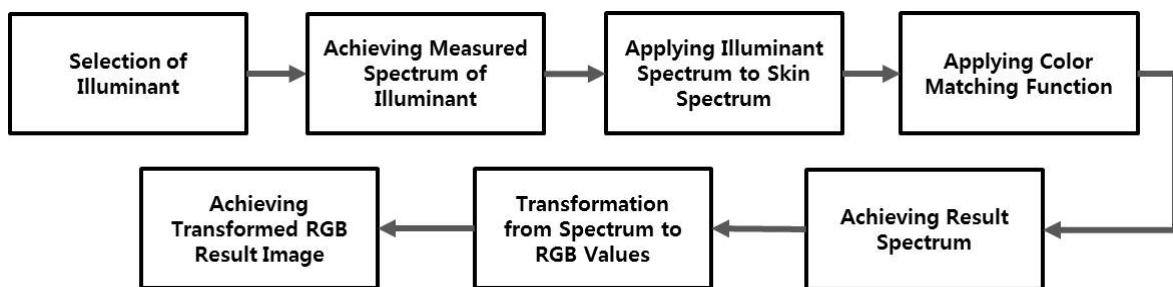 Selection of
Illuminant
Achieving Measured
Spectrum of
Illuminant
Applying Illuminant
Spectrum to Skin
Spectrum
Applying Color
Matching Function
Achieving Result
Spectrum
Transformation
from Spectrum to
RGB Values
Achieving
Transformed RGB
Result Image